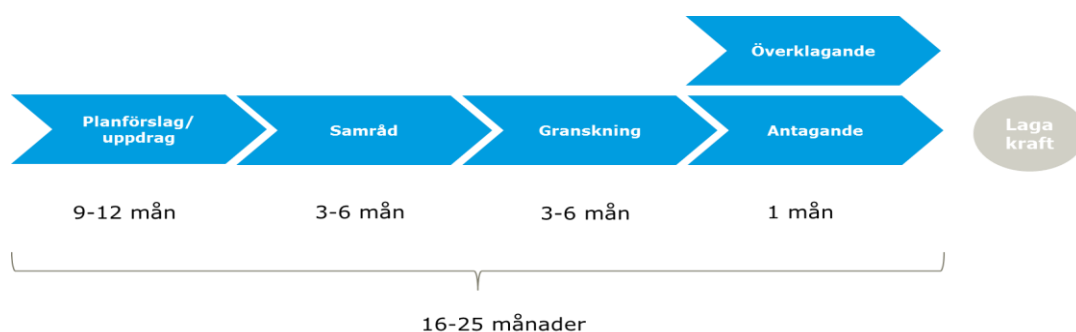 Överklagande
Planförslag/
uppdrag
Samråd
Granskning
Antagande
Laga
kraft
9-12 mån
3-6 mån
3-6 mån
1 mån
16-25 månader